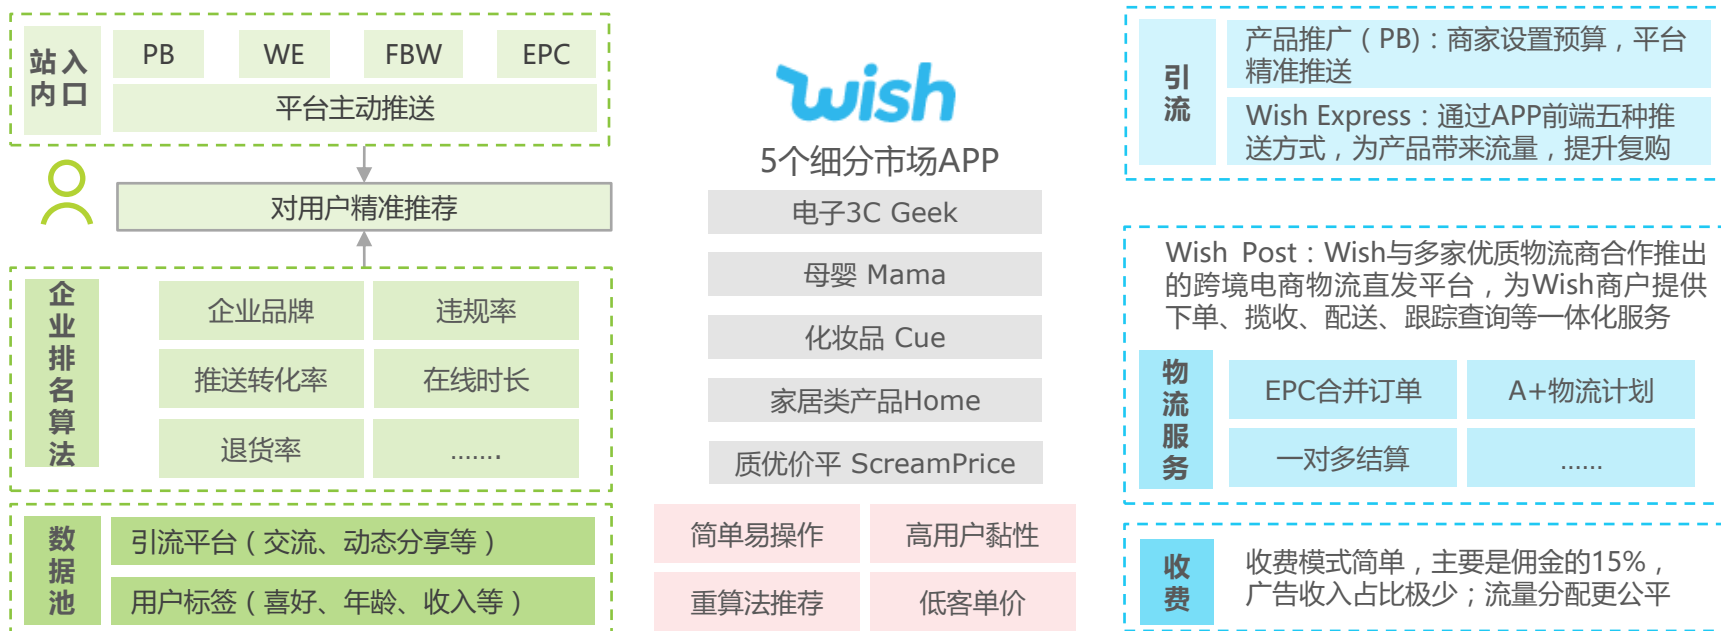 站内
入口
PB
WE
FBW
EPC
平台主动推送
对用户精准推荐
企业排名算法
企业品牌
违规率
推送转化率
在线时长
退货率
…….
数据池
引流平台（交流、动态分享等）
用户标签（喜好、年龄、收入等）
wish
5个细分市场APP
电子3C Geek
母婴 Mama
化妆品 Cue
家居类产品Home
质优价平 ScreamPrice
简单易操作
高用户黏性
重算法推荐
低客单价
引流
产品推广（PB)：商家设置预算，平台
精准推送
Wish Express：通过APP前端五种推
送方式，为产品带来流量，提升复购
Wish Post：Wish与多家优质物流商合作推出
的跨境电商物流直发平台，为Wish商户提供
下单、揽收、配送、跟踪查询等一体化服务
物流服务
EPC合并订单
A+物流计划
一对多结算
……
收费
收费模式简单，主要是佣金的15%，
广告收入占比极少；流量分配更公平